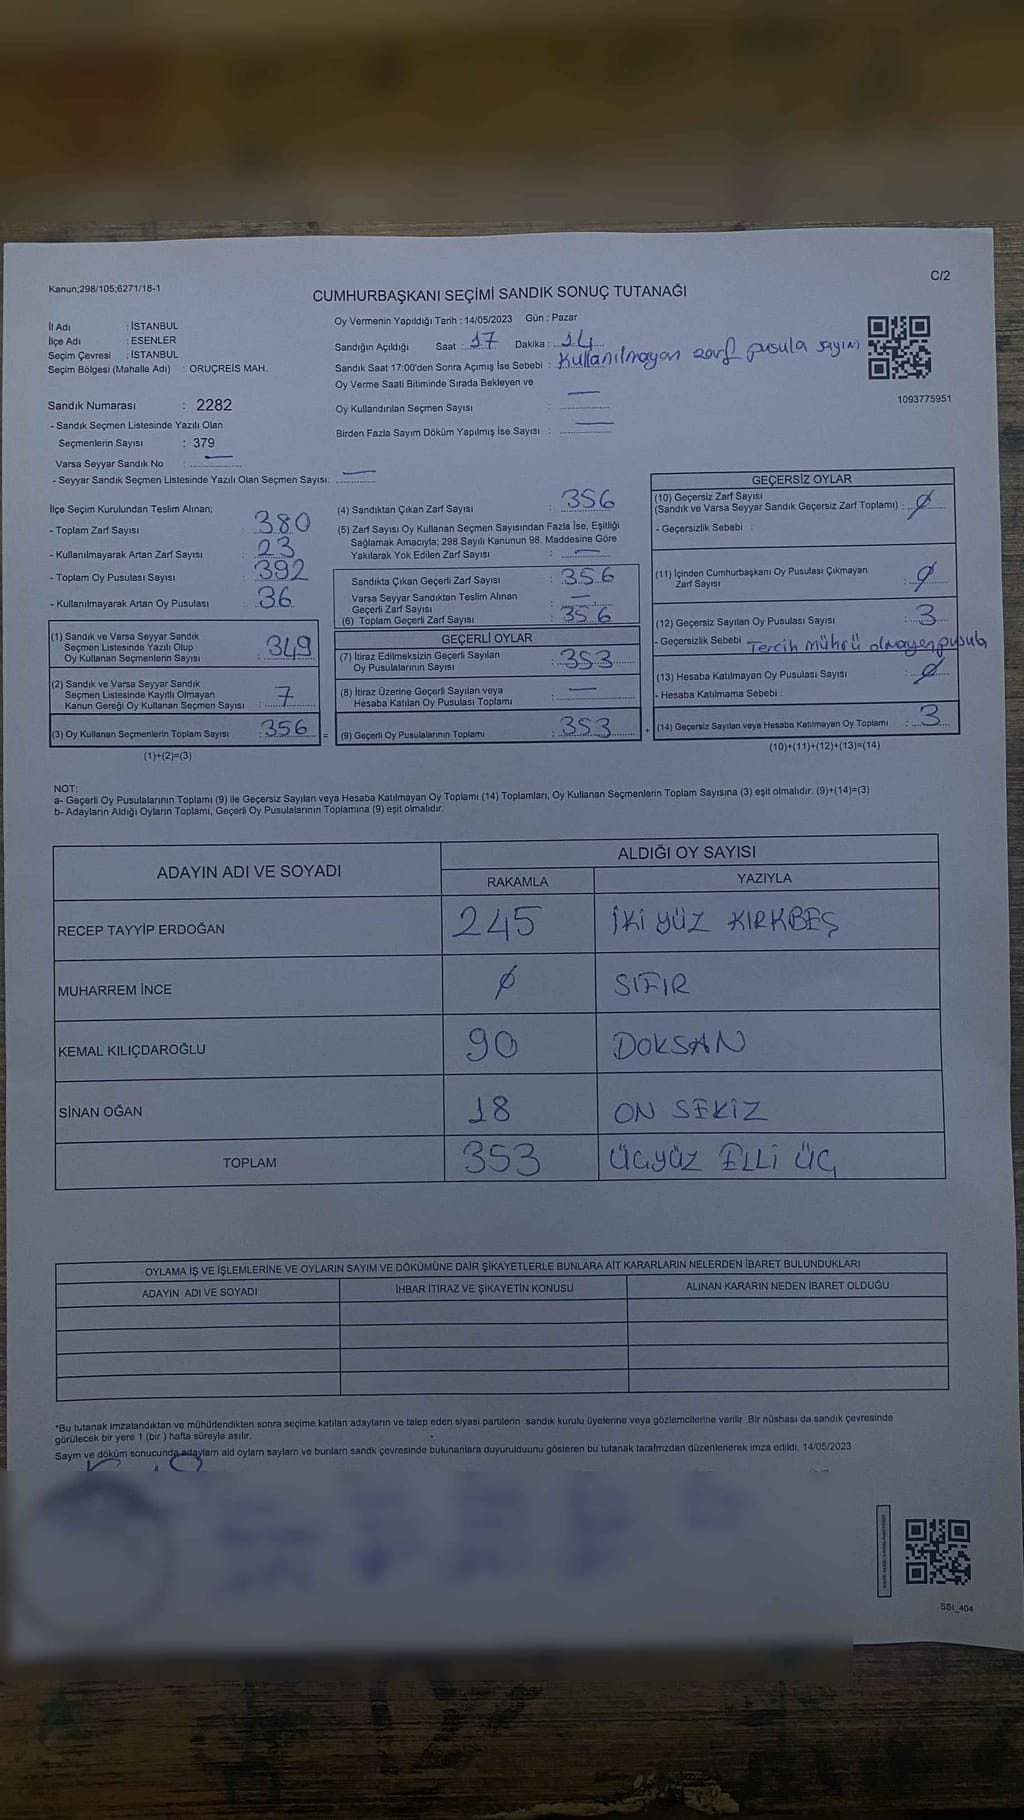 Kanun;298/105;6271/18-1
C/2
CUMHURBAŞKANI SEÇİMİ SANDIK SONUÇ TUTANAĞI
İl Adı : İSTANBUL
İlçe Adı : ESENLER
Seçim Çevresi : İSTANBUL
Seçim Bölgesi (Mahalle Adı) : ORUÇREİS MAH.
Sandık Numarası : 2282
- Sandık Seçmen Listesinde Yazılı Olan
Seçmenlerin Sayısı : 379
Varsa Seyyar Sandık No : —
- Seyyar Sandık Seçmen Listesinde Yazılı Olan Seçmen Sayısı: —
Oy Vermenin Yapıldığı Tarih : 14/05/2023 Gün : Pazar
Sandığın Açıldığı Saat : 17 Dakika : 14
Sandık Saat 17:00'den Sonra Açımış İse Sebebi : Kullanılmayan zarf pusula sayım
Oy Verme Saati Bitiminde Sırada Bekleyen ve
Oy Kullandırılan Seçmen Sayısı : —
Birden Fazla Sayım Döküm Yapılmış İse Sayısı : —
1093775951
İlçe Seçim Kurulundan Teslim Alınan;
- Toplam Zarf Sayısı : 380
- Kullanılmayarak Artan Zarf Sayısı : 23
- Toplam Oy Pusulası Sayısı : 392
- Kullanılmayarak Artan Oy Pusulası : 36
(1) Sandık ve Varsa Seyyar Sandık
Seçmen Listesinde Yazılı Olup
Oy Kullanan Seçmenlerin Sayısı : 349
(2) Sandık ve Varsa Seyyar Sandık
Seçmen Listesinde Kayıtlı Olmayan
Kanun Gereği Oy Kullanan Seçmen Sayısı : 7
(3) Oy Kullanan Seçmenlerin Toplam Sayısı : 356
(1)+(2)=(3)
(4) Sandıktan Çıkan Zarf Sayısı : 356
(5) Zarf Sayısı Oy Kullanan Seçmen Sayısından Fazla İse, Eşitliği
Sağlamak Amacıyla; 298 Sayılı Kanunun 98. Maddesine Göre
Yakılarak Yok Edilen Zarf Sayısı : —
Sandıkta Çıkan Geçerli Zarf Sayısı : 356
Varsa Seyyar Sandıktan Teslim Alınan
Geçerli Zarf Sayısı : —
(6) Toplam Geçerli Zarf Sayısı : 356
GEÇERLİ OYLAR
(7) İtiraz Edilmeksizin Geçerli Sayılan
Oy Pusulalarının Sayısı : 353
(8) İtiraz Üzerine Geçerli Sayılan veya
Hesaba Katılan Oy Pusulası Toplamı : —
= (9) Geçerli Oy Pusulalarının Toplamı : 353
GEÇERSİZ OYLAR
(10) Geçersiz Zarf Sayısı
(Sandık ve Varsa Seyyar Sandık Geçersiz Zarf Toplamı) : Ø
- Geçersizlik Sebebi :
(11) İçinden Cumhurbaşkanı Oy Pusulası Çıkmayan
Zarf Sayısı : Ø
(12) Geçersiz Sayılan Oy Pusulası Sayısı : 3
- Geçersizlik Sebebi : Tercih mühürü olmayan pusula
(13) Hesaba Katılmayan Oy Pusulası Sayısı : Ø
- Hesaba Katılmama Sebebi :
+ (14) Geçersiz Sayılan veya Hesaba Katılmayan Oy Toplamı : 3
(10)+(11)+(12)+(13)=(14)
NOT:
a- Geçerli Oy Pusulalarının Toplamı (9) ile Geçersiz Sayılan veya Hesaba Katılmayan Oy Toplamı (14) Toplamları, Oy Kullanan Seçmenlerin Toplam Sayısına (3) eşit olmalıdır. (9)+(14)=(3)
b- Adayların Aldığı Oyların Toplamı, Geçerli Oy Pusulalarının Toplamına (9) eşit olmalıdır.
ADAYIN ADI VE SOYADI ALDIĞI OY SAYISI
RAKAMLA YAZIYLA
RECEP TAYYİP ERDOĞAN 245 İKİ YÜZ KIRKBEŞ
MUHARREM İNCE Ø SIFIR
KEMAL KILIÇDAROĞLU 90 DOKSAN
SİNAN OĞAN 18 ON SEKİZ
TOPLAM 353 ÜÇYÜZ ELLİ ÜÇ
OYLAMA İŞ VE İŞLEMLERİNE VE OYLARIN SAYIM VE DÖKÜMÜNE DAİR ŞİKAYETLERLE BUNLARA AİT KARARLARIN NELERDEN İBARET BULUNDUKLARI
ADAYIN ADI VE SOYADI İHBAR İTİRAZ VE ŞİKAYETİN KONUSU ALINAN KARARIN NEDEN İBARET OLDUĞU
*Bu tutanak imzalandıktan ve mühürlendikten sonra seçime katılan adayların ve talep eden siyasi partilerin sandık kurulu üyelerine veya gözlemcilerine verilir .Bir nüshası da sandık çevresinde
görülecek bir yere 1 (bir ) hafta süreyle asılır.
Saym ve döküm sonucunda adaylarn ald oylarn saylarn ve bunlarn sandk çevresinde bulunanlara duyurulduunu gösteren bu tutanak tarafmzdan düzenlenerek imza edildi. 14/05/2023
SSI_404